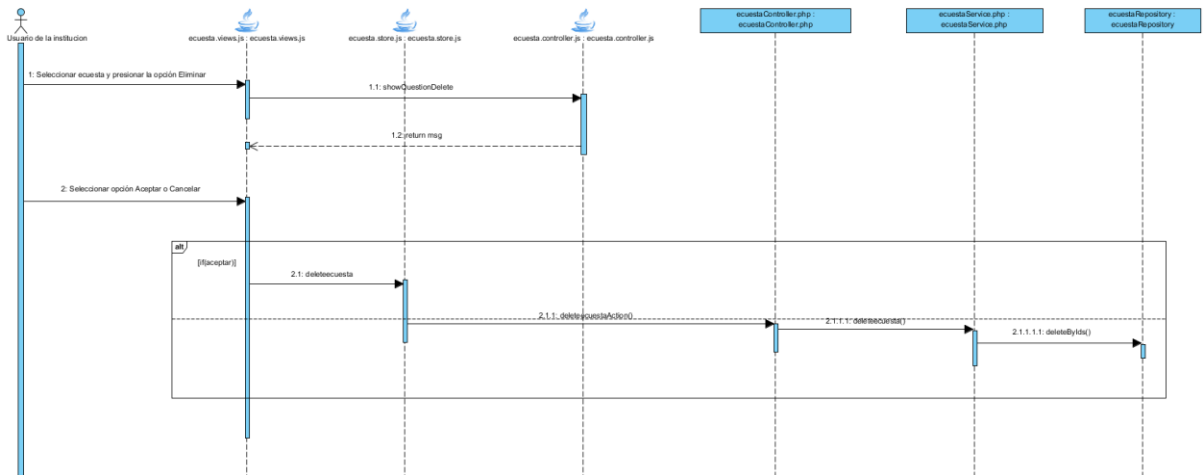 Usuario de la institucion
ecuesta.views.js : ecuesta.views.js
ecuesta.store.js : ecuesta.store.js
ecuesta.controller.js : ecuesta.controller.js
ecuestaController.php :
ecuestaController.php
ecuestaService.php :
ecuestaService.php
ecuestaRepository :
ecuestaRepository
1: Seleccionar ecuesta y presionar la opción Eliminar
1.1: showQuestionDelete
1.2: return msg
2: Seleccionar opción Aceptar o Cancelar
alt
[if(aceptar)]
2.1: deleteecuesta
2.1.1: deleteecuestaAction()
2.1.1.1: deleteecuesta()
2.1.1.1.1: deleteByIds()